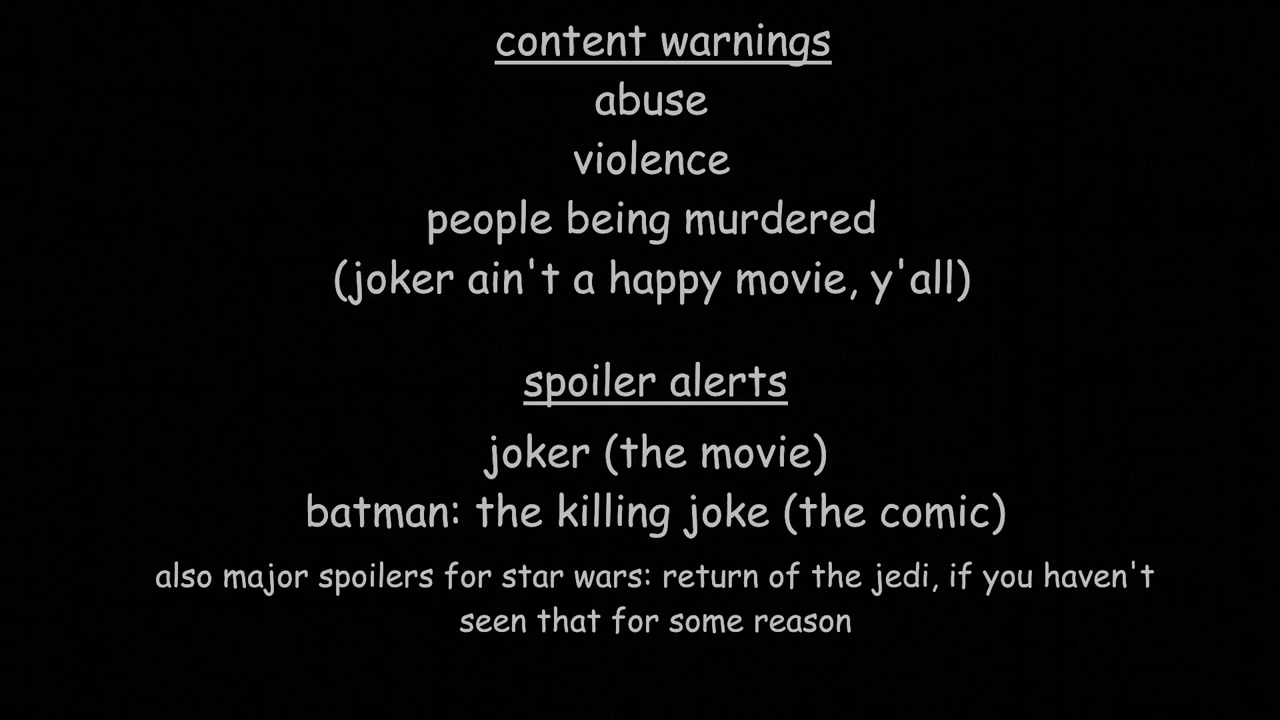 content warnings
abuse
violence
people being murdered
(joker ain't a happy movie, y'all)
spoiler alerts
joker (the movie)
batman: the killing joke (the comic)
also major spoilers for star wars: return of the jedi, if you haven't
seen that for some reason